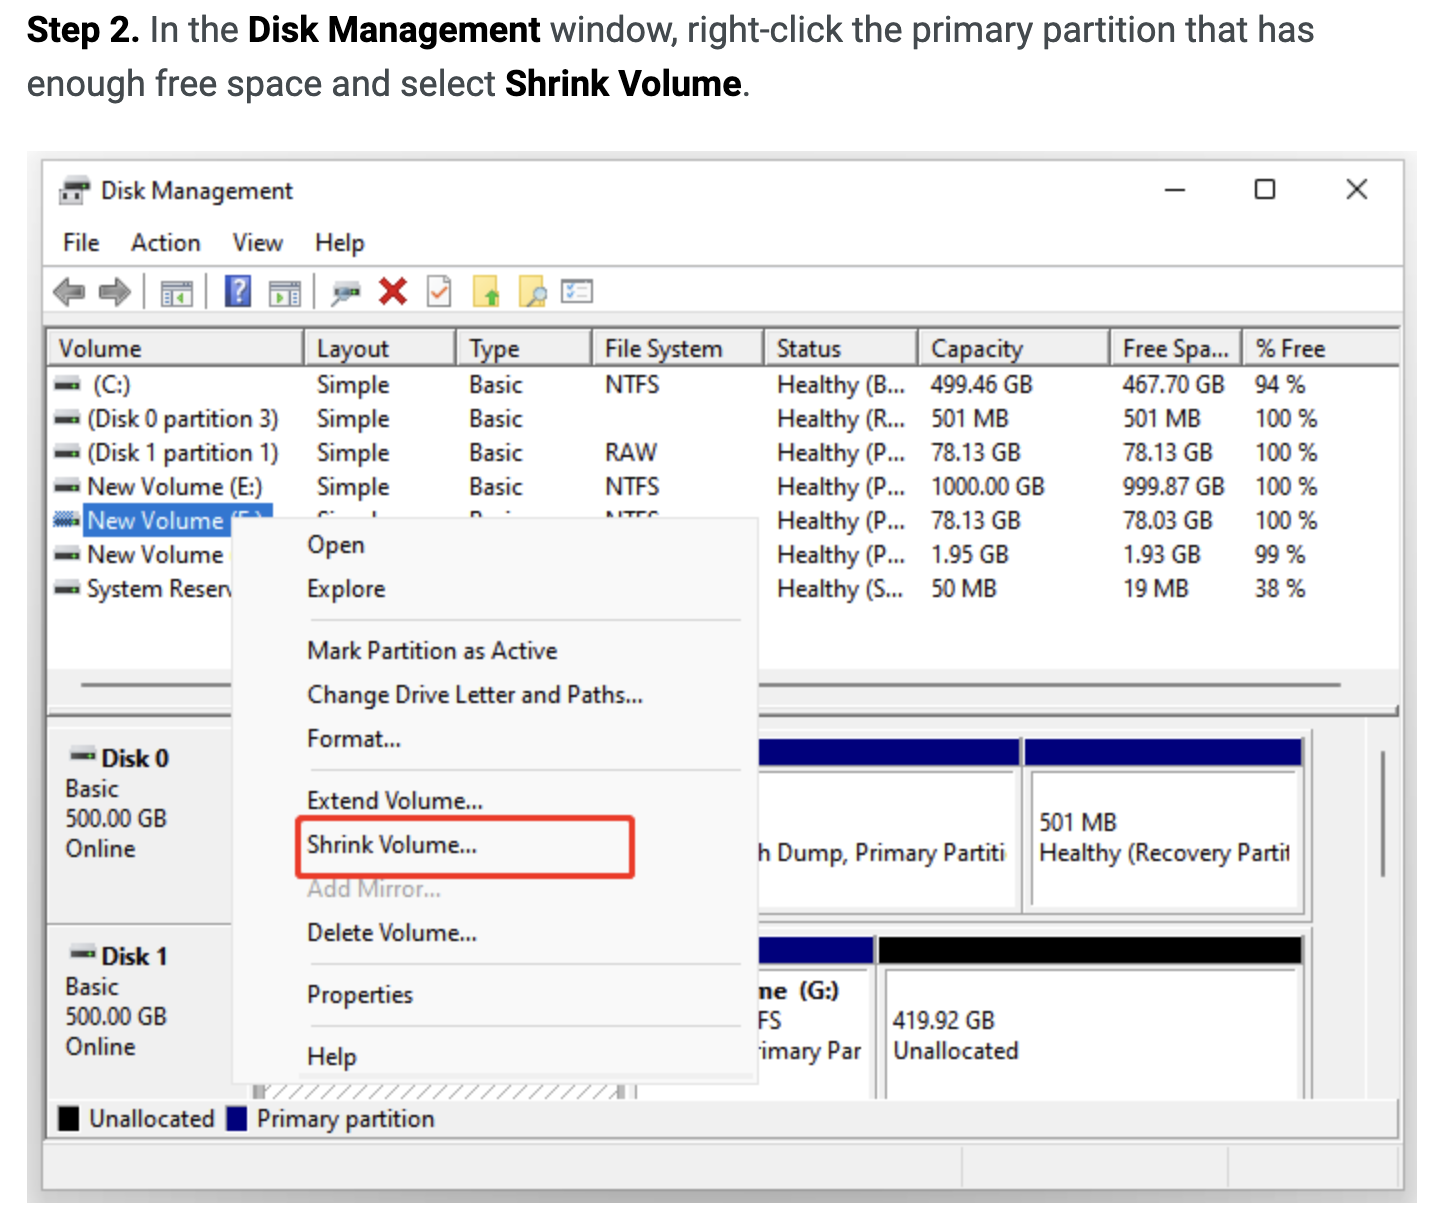 Step 2. In the Disk Management window, right-click the primary partition that has
enough free space and select Shrink Volume.
Disk Management
File Action View Help
Volume Layout Type File System Status Capacity Free Spa... % Free
(C:) Simple Basic NTFS Healthy (B... 499.46 GB 467.70 GB 94 %
(Disk 0 partition 3) Simple Basic Healthy (R... 501 MB 501 MB 100 %
(Disk 1 partition 1) Simple Basic RAW Healthy (P... 78.13 GB 78.13 GB 100 %
New Volume (E:) Simple Basic NTFS Healthy (P... 1000.00 GB 999.87 GB 100 %
New Volume Healthy (P... 78.13 GB 78.03 GB 100 %
New Volume Healthy (P... 1.95 GB 1.93 GB 99 %
System Reserv Healthy (S... 50 MB 19 MB 38 %
Open
Explore
Mark Partition as Active
Change Drive Letter and Paths...
Format...
Extend Volume...
Shrink Volume...
Add Mirror...
Delete Volume...
Properties
Help
Disk 0
Basic
500.00 GB
Online
h Dump, Primary Partiti
501 MB
Healthy (Recovery Partit
Disk 1
Basic
500.00 GB
Online
me (G:)
FS
rimary Par
419.92 GB
Unallocated
Unallocated Primary partition